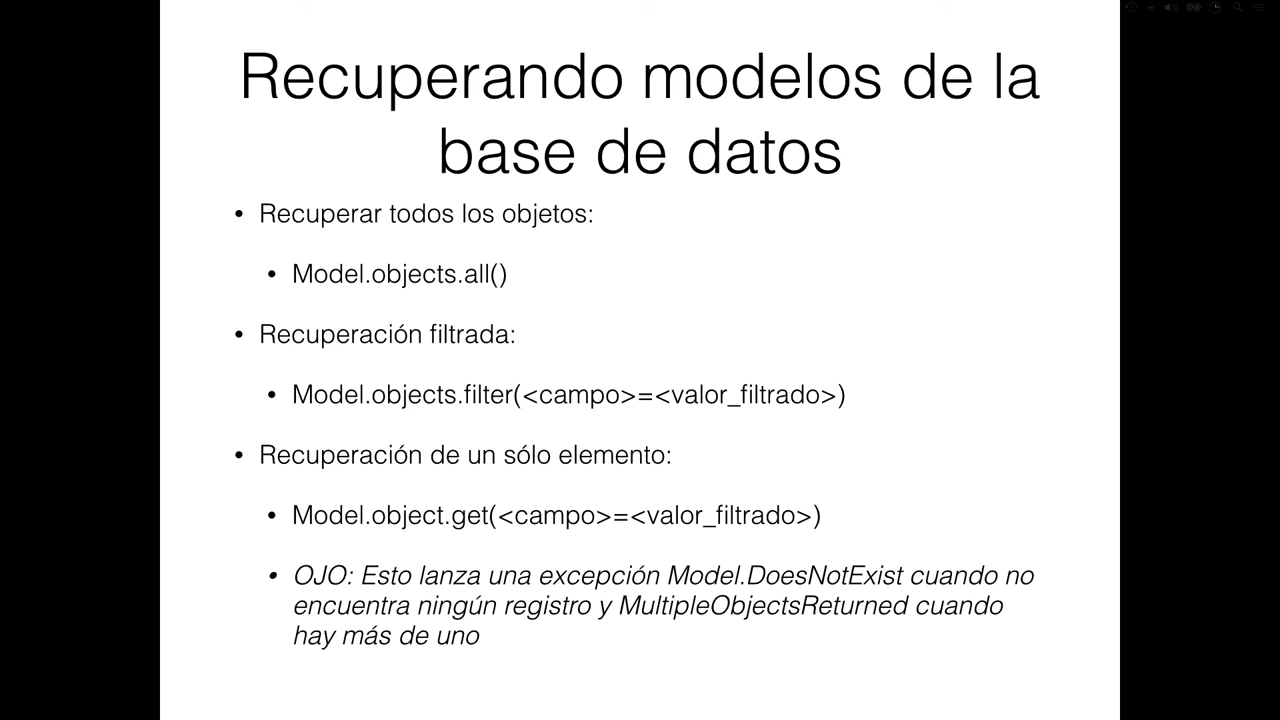 Recuperando modelos de la
base de datos
• Recuperar todos los objetos:
• Model.objects.all()
• Recuperación filtrada:
• Model.objects.filter(<campo>=<valor_filtrado>)
• Recuperación de un sólo elemento:
• Model.object.get(<campo>=<valor_filtrado>)
• OJO: Esto lanza una excepción Model.DoesNotExist cuando no
encuentra ningún registro y MultipleObjectsReturned cuando
hay más de uno